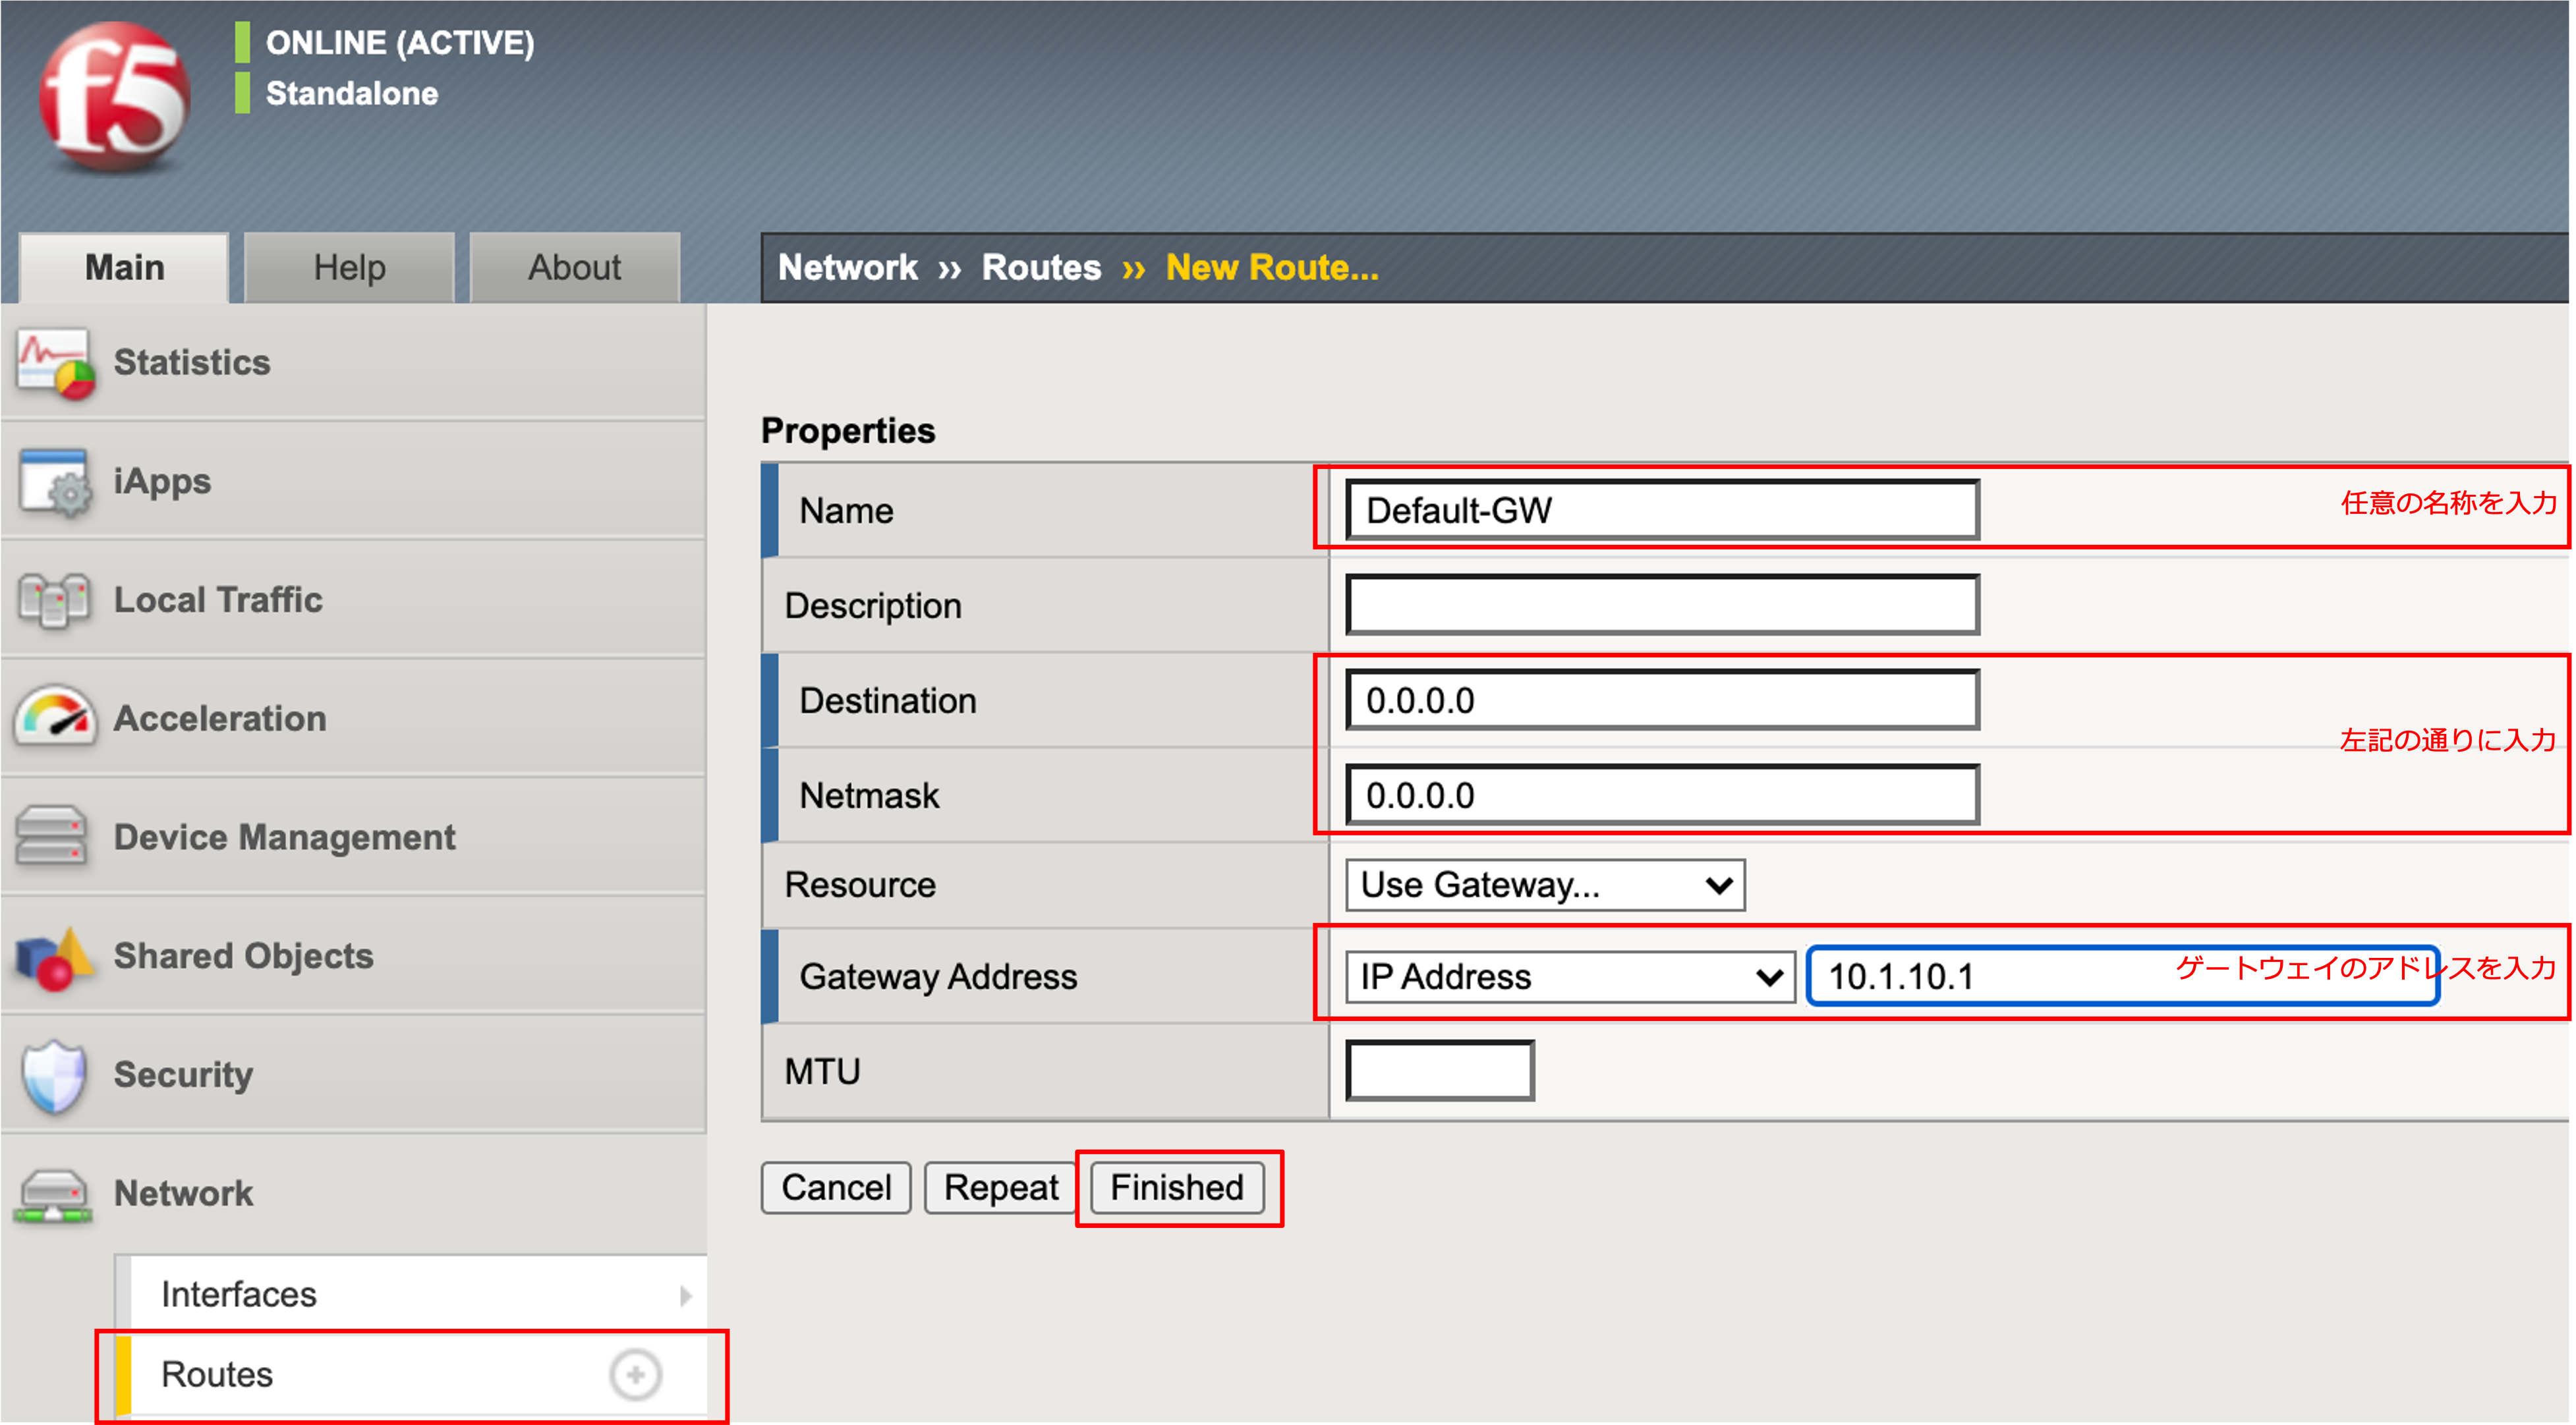 f5
ONLINE (ACTIVE)
Standalone
Main
Help
About
Network ›› Routes ›› New Route...
Statistics
iApps
Local Traffic
Acceleration
Device Management
Shared Objects
Security
Network
Interfaces
Routes
Properties
Name
Default-GW
任意の名称を入力
Description
Destination
0.0.0.0
左記の通りに入力
Netmask
0.0.0.0
Resource
Use Gateway...
Gateway Address
IP Address
10.1.10.1
ゲートウェイのアドレスを入力
MTU
Cancel
Repeat
Finished